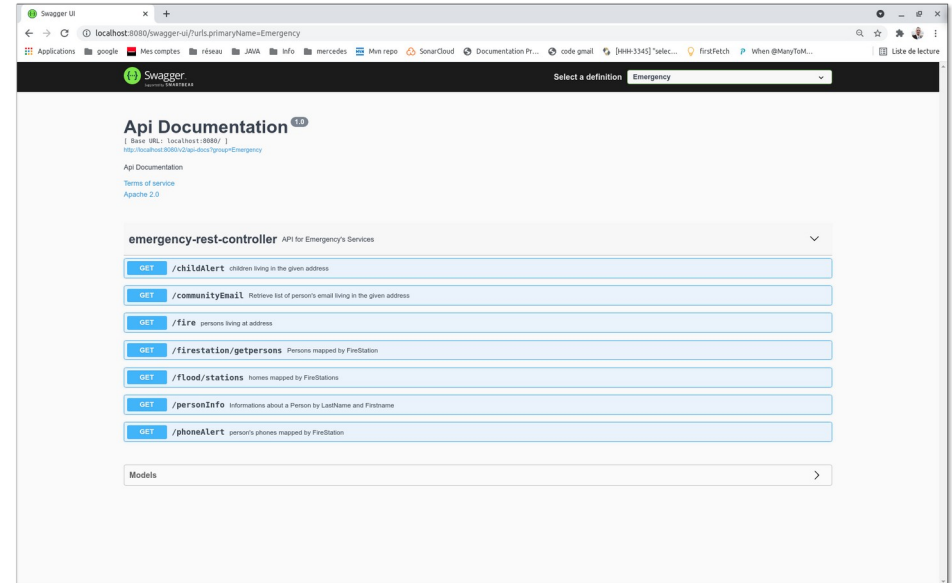 Swagger UI
localhost:8080/swagger-ui/?urls.primaryName=Emergency
Applications google Mes comptes réseau JAVA Info mercedes Mvn repo SonarCloud Documentation Pr... code gmail [HHH-3345] "selec... firstFetch When @ManyToM... Liste de lecture
Swagger. Select a definition Emergency
Supported by SMARTBEAR
Api Documentation 1.0
[ Base URL: localhost:8080/ ]
http://localhost:8080/v2/api-docs?group=Emergency
Api Documentation
Terms of service
Apache 2.0
emergency-rest-controller API for Emergency's Services
GET /childAlert children living in the given address
GET /communityEmail Retrieve list of person's email living in the given address
GET /fire persons living at address
GET /firestation/getpersons Persons mapped by FireStation
GET /flood/stations homes mapped by FireStations
GET /personInfo Informations about a Person by LastName and Firstname
GET /phoneAlert person's phones mapped by FireStation
Models